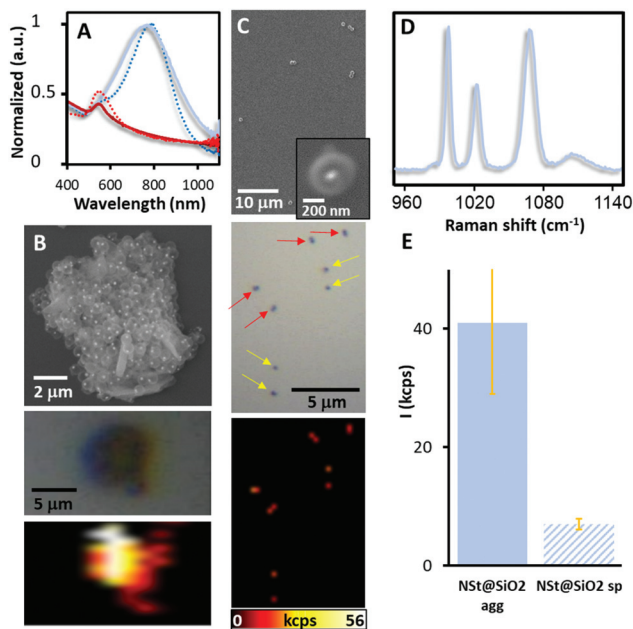 A
Normalized (a.u.)
1
0.5
0
400 600 800 1000
Wavelength (nm)
B
2 μm
5 μm
C
10 μm
200 nm
5 μm
0 kcps 56
D
960 1020 1080 1140
Raman shift (cm-1)
E
I (kcps)
40
20
0
NSt@SiO2 agg
NSt@SiO2 sp